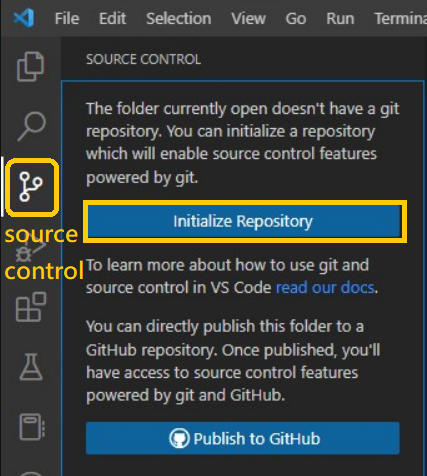 File Edit Selection View Go Run Termina
SOURCE CONTROL
The folder currently open doesn't have a git
repository. You can initialize a repository
which will enable source control features
powered by git.
Initialize Repository
source
control
To learn more about how to use git and
source control in VS Code read our docs.
You can directly publish this folder to a
GitHub repository. Once published, you'll
have access to source control features
powered by git and GitHub.
Publish to GitHub